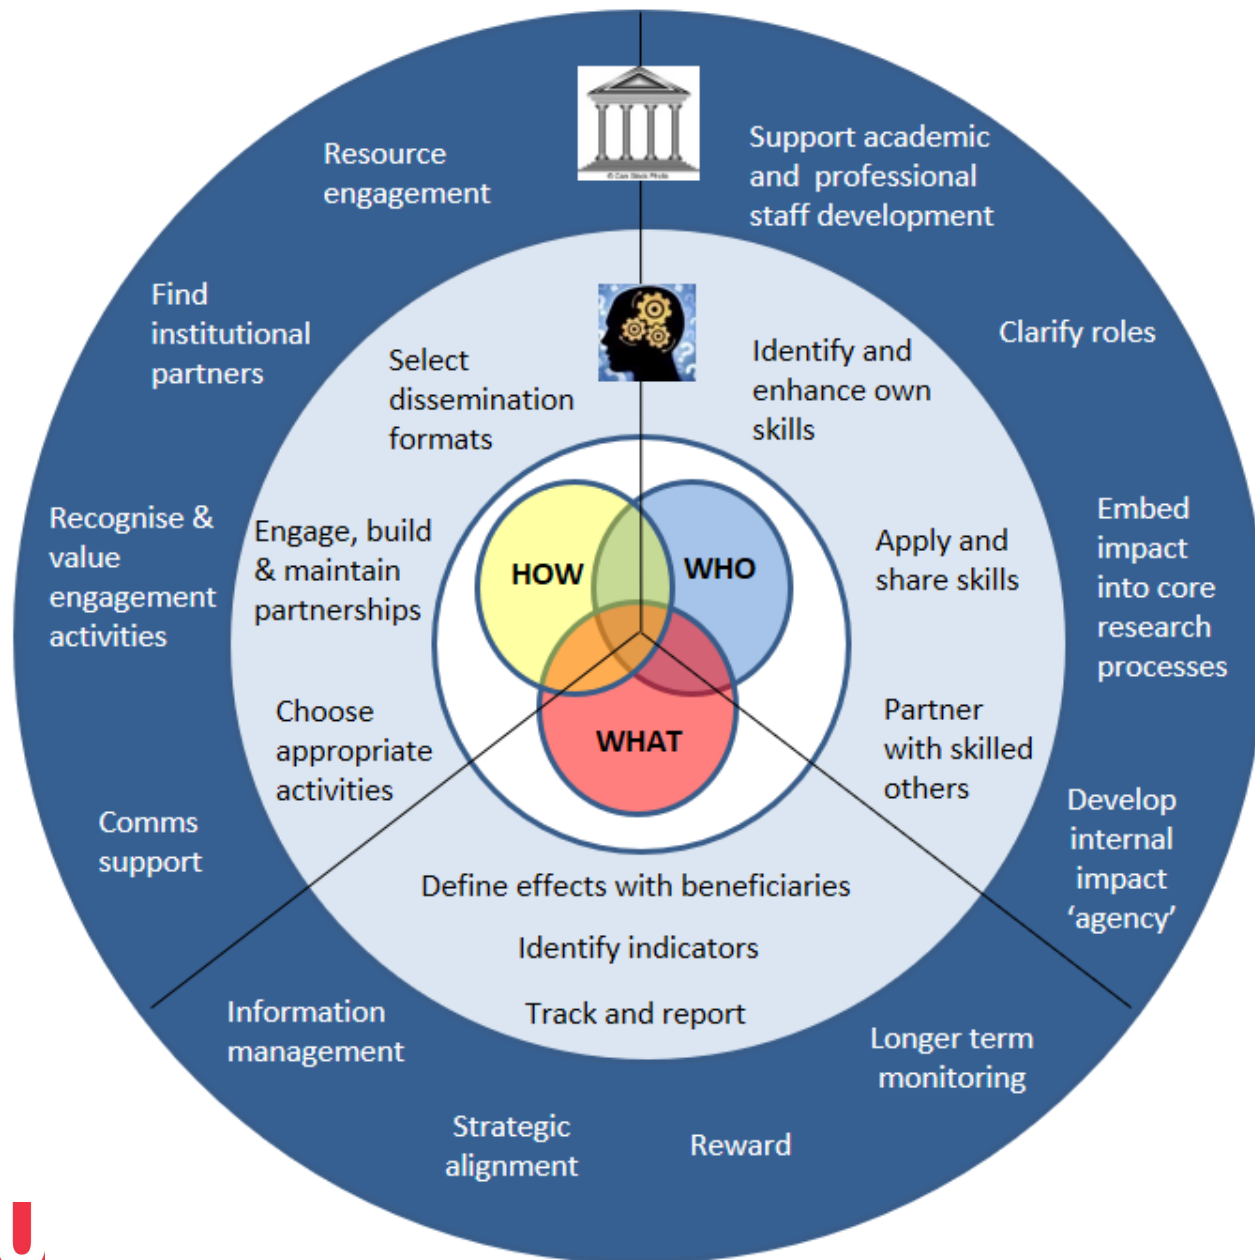 © Can Stock Photo
Resource
engagement
Support academic
and professional
staff development
Find
institutional
partners
Clarify roles
Select
dissemination
formats
Identify and
enhance own
skills
Recognise &
value
engagement
activities
Engage, build
& maintain
partnerships
HOW
WHO
WHAT
Apply and
share skills
Embed
impact
into core
research
processes
Choose
appropriate
activities
Partner
with skilled
others
Comms
support
Develop
internal
impact
‘agency’
Define effects with beneficiaries
Identify indicators
Track and report
Information
management
Longer term
monitoring
Strategic
alignment
Reward